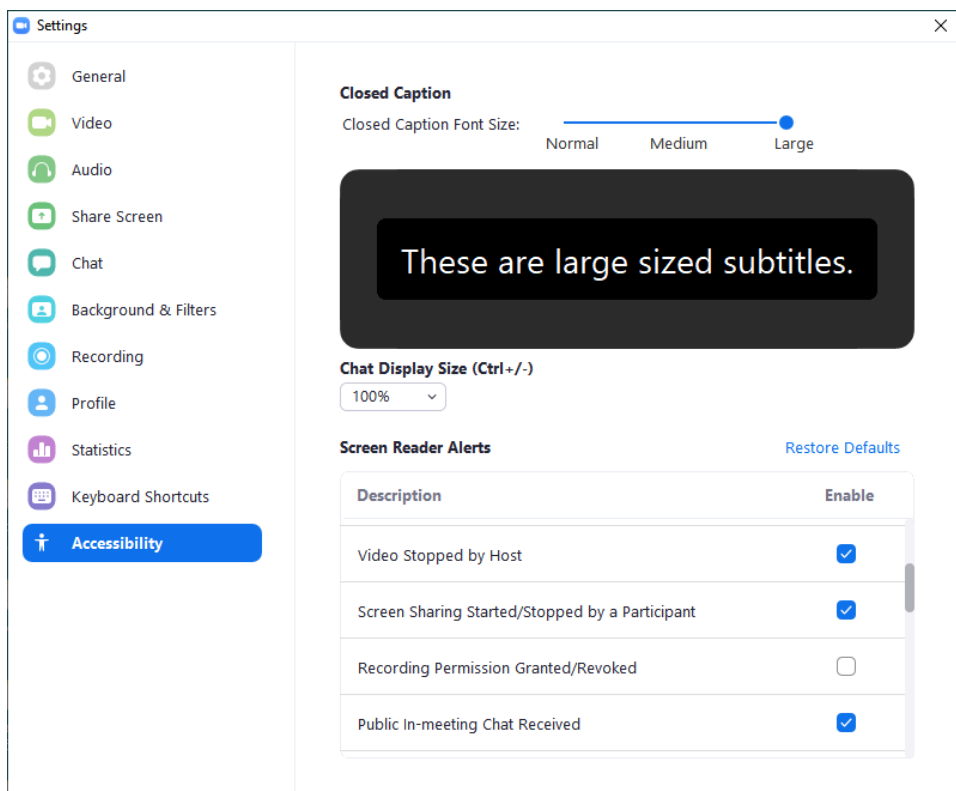 Settings
General
Video
Audio
Share Screen
Chat
Background & Filters
Recording
Profile
Statistics
Keyboard Shortcuts
Accessibility
Closed Caption
Closed Caption Font Size:
Normal Medium Large
These are large sized subtitles.
Chat Display Size (Ctrl+/-)
100%
Screen Reader Alerts Restore Defaults
Description Enable
Video Stopped by Host
Screen Sharing Started/Stopped by a Participant
Recording Permission Granted/Revoked
Public In-meeting Chat Received